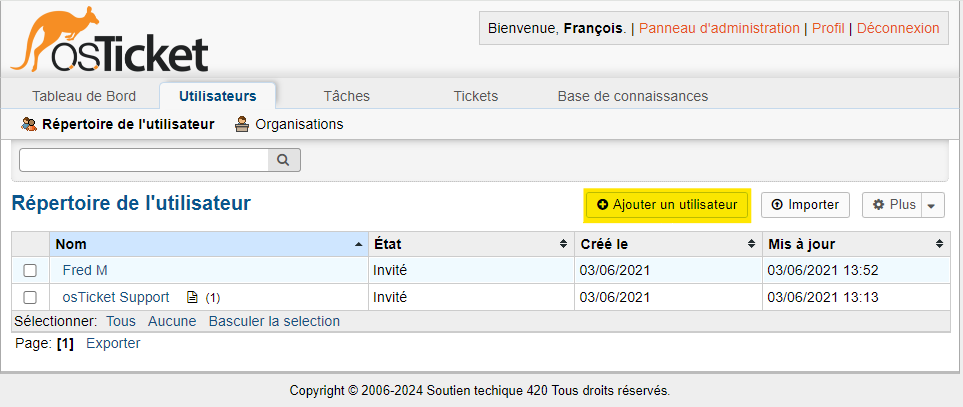 osTicket
Bienvenue, François. | Panneau d'administration | Profil | Déconnexion
Tableau de Bord Utilisateurs Tâches Tickets Base de connaissances
Répertoire de l'utilisateur Organisations
Répertoire de l'utilisateur Ajouter un utilisateur Importer Plus
Nom État Créé le Mis à jour
Fred M Invité 03/06/2021 03/06/2021 13:52
osTicket Support (1) Invité 03/06/2021 03/06/2021 13:13
Sélectionner: Tous Aucune Basculer la selection
Page: [1] Exporter
Copyright © 2006-2024 Soutien techique 420 Tous droits réservés.